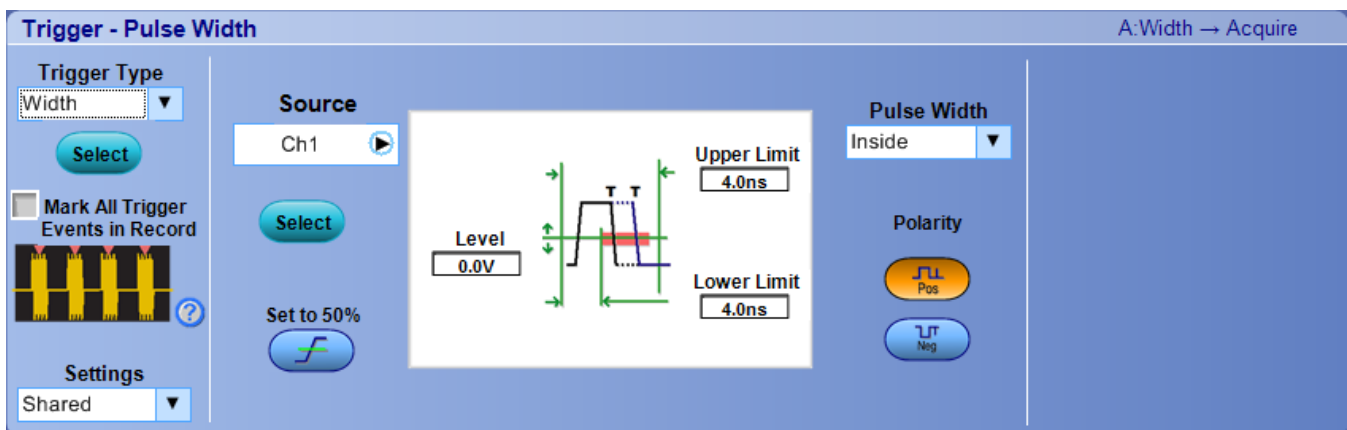 Trigger - Pulse Width
A:Width → Acquire
Trigger Type
Width
Select
Mark All Trigger
Events in Record
?
Settings
Shared
Source
Ch1
Select
Set to 50%
Level
0.0V
T T
Upper Limit
4.0ns
Lower Limit
4.0ns
Pulse Width
Inside
Polarity
Pos
Neg